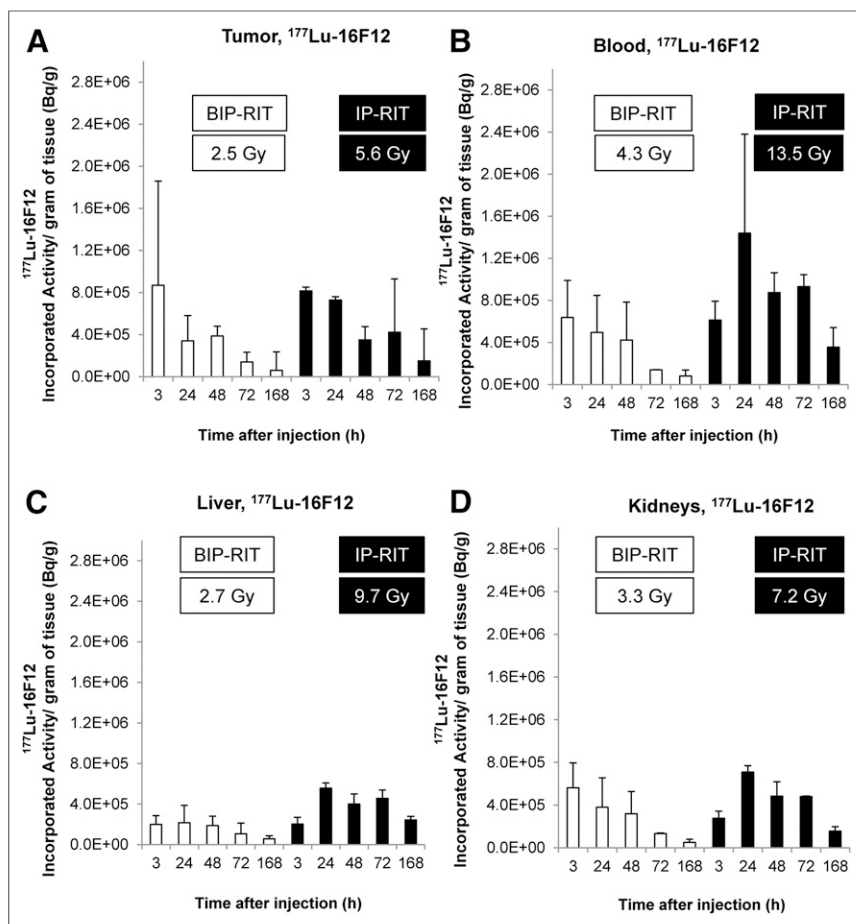 A
Tumor, ¹⁷⁷Lu-16F12
¹⁷⁷Lu-16F12
Incorporated Activity/ gram of tissue (Bq/g)
2.8E+06
2.4E+06
2.0E+06
1.6E+06
1.2E+06
8.0E+05
4.0E+05
0.0E+00
BIP-RIT
IP-RIT
2.5 Gy
5.6 Gy
3 24 48 72 168 3 24 48 72 168
Time after injection (h)
B
Blood, ¹⁷⁷Lu-16F12
¹⁷⁷Lu-16F12
Incorporated Activity/ gram of tissue (Bq/g)
2.8E+06
2.4E+06
2.0E+06
1.6E+06
1.2E+06
8.0E+05
4.0E+05
0.0E+00
BIP-RIT
IP-RIT
4.3 Gy
13.5 Gy
3 24 48 72 168 3 24 48 72 168
Time after injection (h)
C
Liver, ¹⁷⁷Lu-16F12
¹⁷⁷Lu-16F12
Incorporated Activity/ gram of tissue (Bq/g)
2.8E+06
2.4E+06
2.0E+06
1.6E+06
1.2E+06
8.0E+05
4.0E+05
0.0E+00
BIP-RIT
IP-RIT
2.7 Gy
9.7 Gy
3 24 48 72 168 3 24 48 72 168
Time after injection (h)
D
Kidneys, ¹⁷⁷Lu-16F12
¹⁷⁷Lu-16F12
Incorporated Activity/ gram of tissue (Bq/g)
2.8E+06
2.4E+06
2.0E+06
1.6E+06
1.2E+06
8.0E+05
4.0E+05
0.0E+00
BIP-RIT
IP-RIT
3.3 Gy
7.2 Gy
3 24 48 72 168 3 24 48 72 168
Time after injection (h)